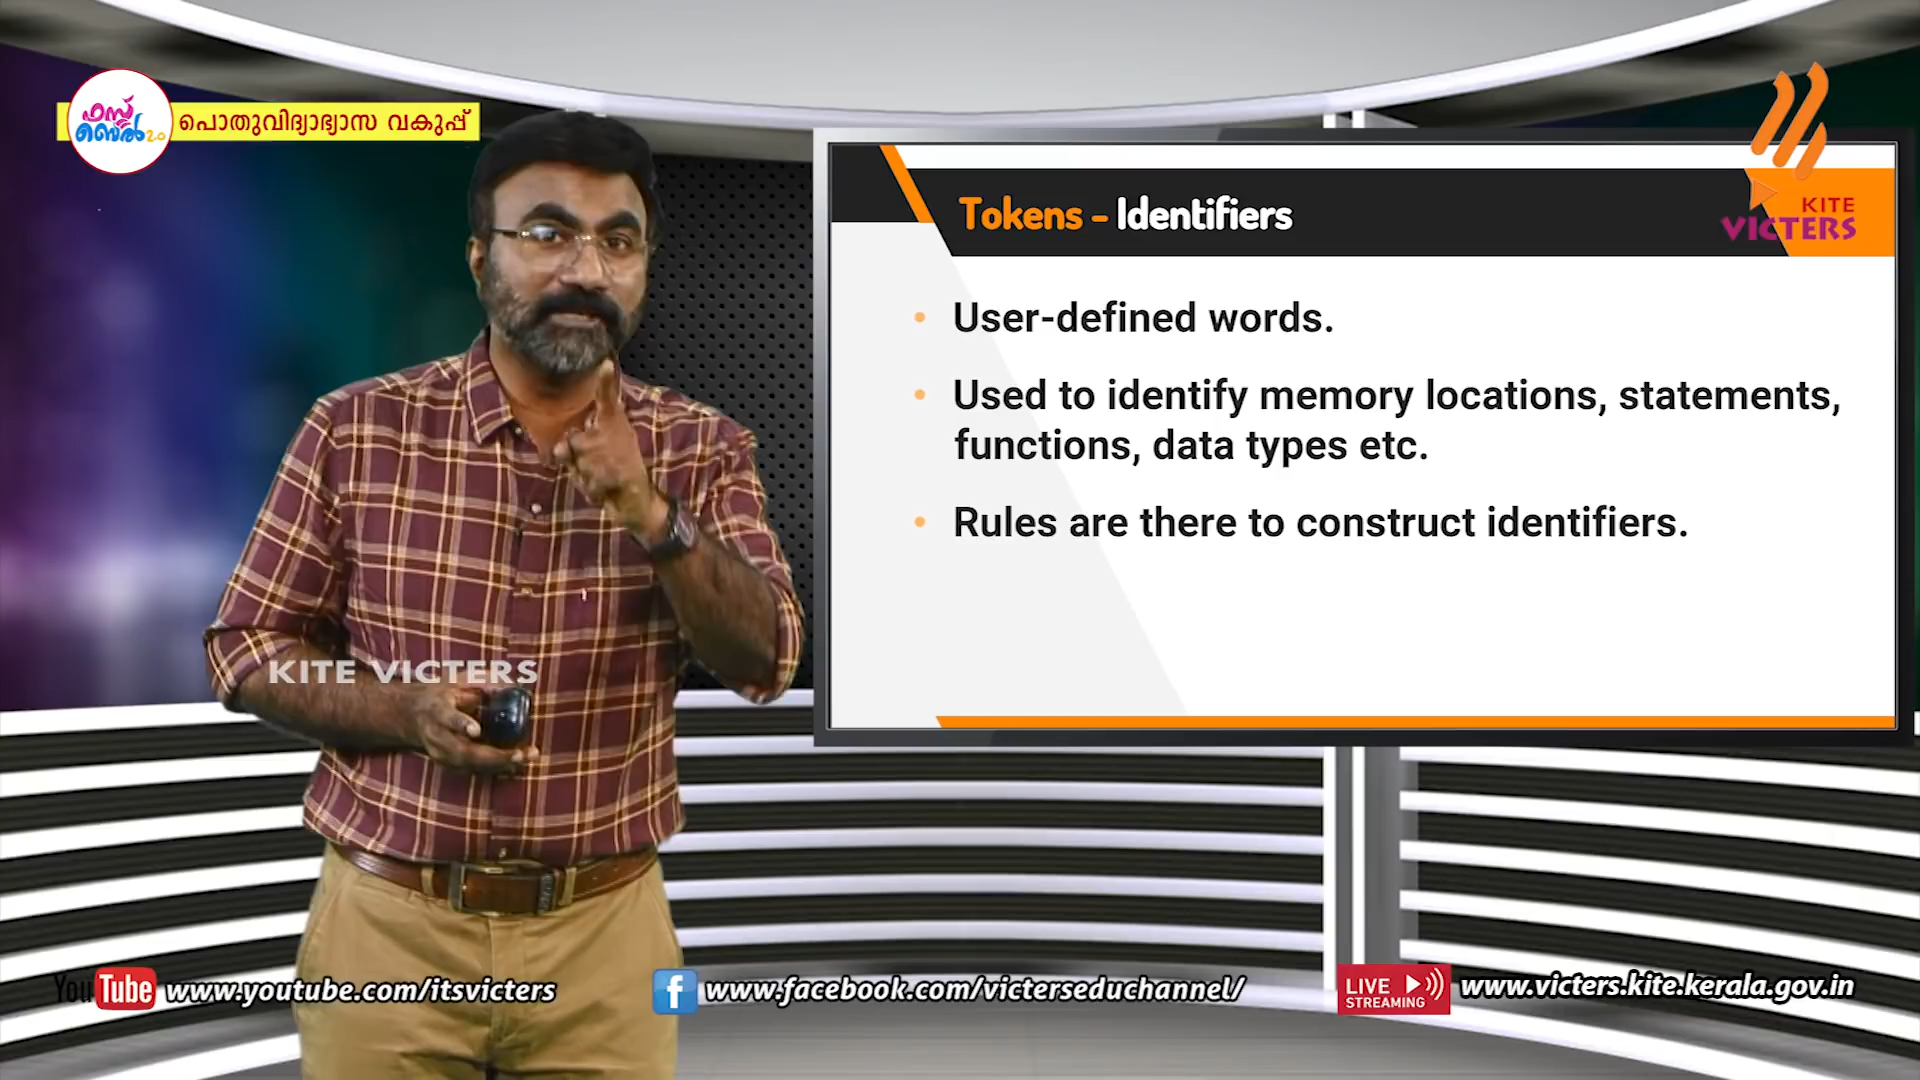 ഫസ്റ്റ്
ബെൽ 2.0
പൊതുവിദ്യാഭ്യാസ വകുപ്പ്
KITE
VICTERS
Tokens - Identifiers
• User-defined words.
• Used to identify memory locations, statements,
functions, data types etc.
• Rules are there to construct identifiers.
KITE VICTERS
YouTube www.youtube.com/itsvicters
f www.facebook.com/victerseduchannel/
LIVE
STREAMING
www.victers.kite.kerala.gov.in